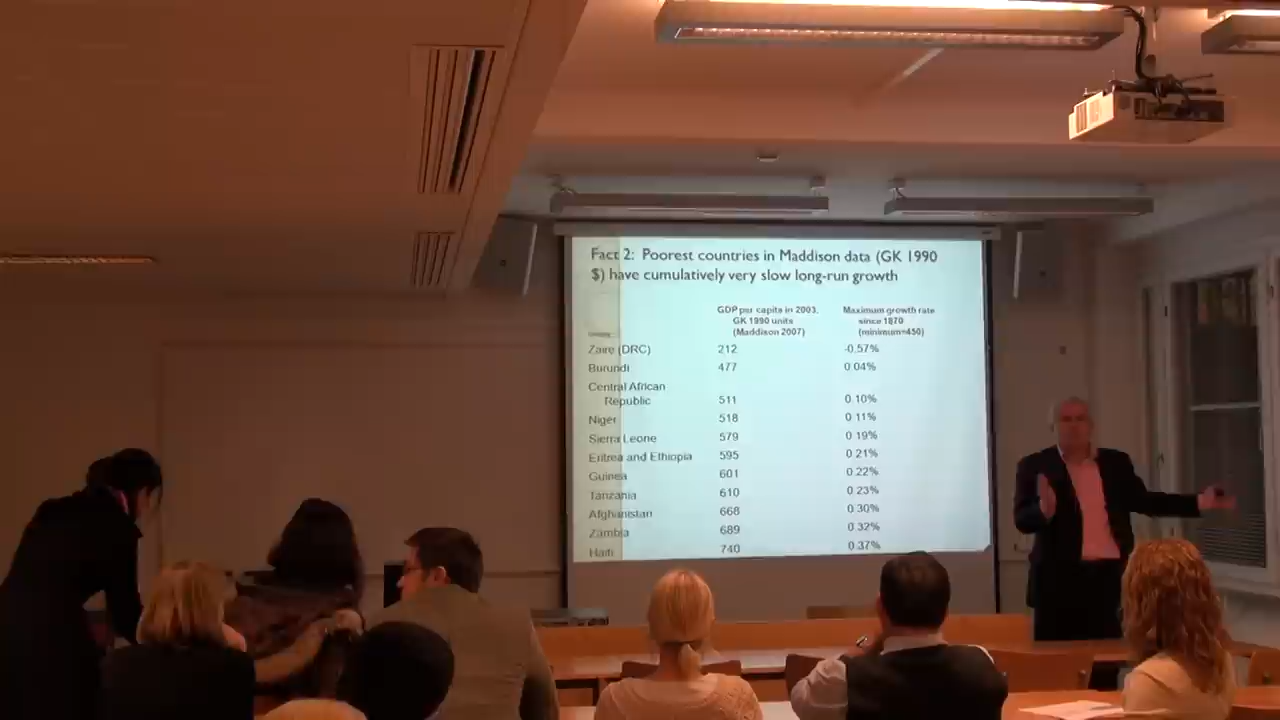 Fact 2: Poorest countries in Maddison data (GK 1990
$) have cumulatively very slow long-run growth
GDP per capita in 2003, Maximum growth rate
GK 1990 units since 1870
(Maddison 2007) (minimum=450)
Zaire (DRC) 212 -0.57%
Burundi 477 0.04%
Central African
Republic 511 0.10%
Niger 518 0.11%
Sierra Leone 579 0.19%
Eritrea and Ethiopia 595 0.21%
Guinea 601 0.22%
Tanzania 610 0.23%
Afghanistan 668 0.30%
Zambia 689 0.32%
Haiti 740 0.37%